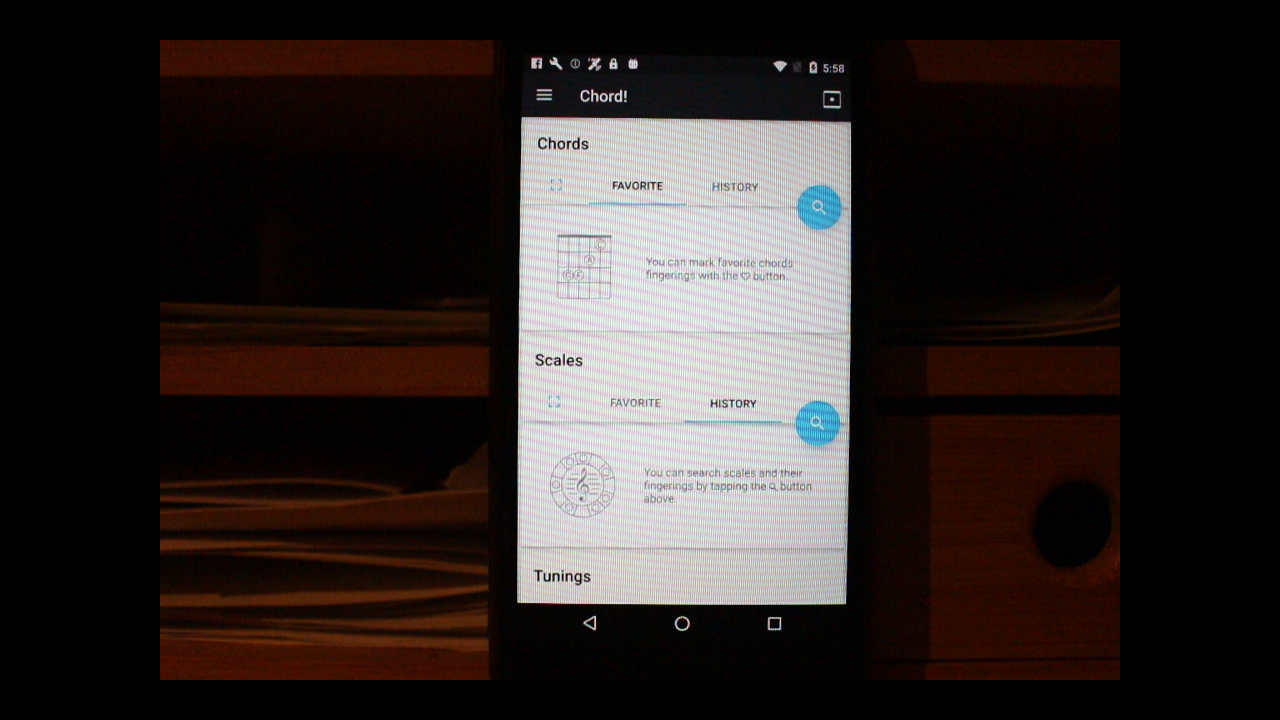 5:58
Chord!
Chords
FAVORITE
HISTORY
You can mark favorite chords
fingerings with the ♡ button.
Scales
FAVORITE
HISTORY
You can search scales and their
fingerings by tapping the button
above.
Tunings